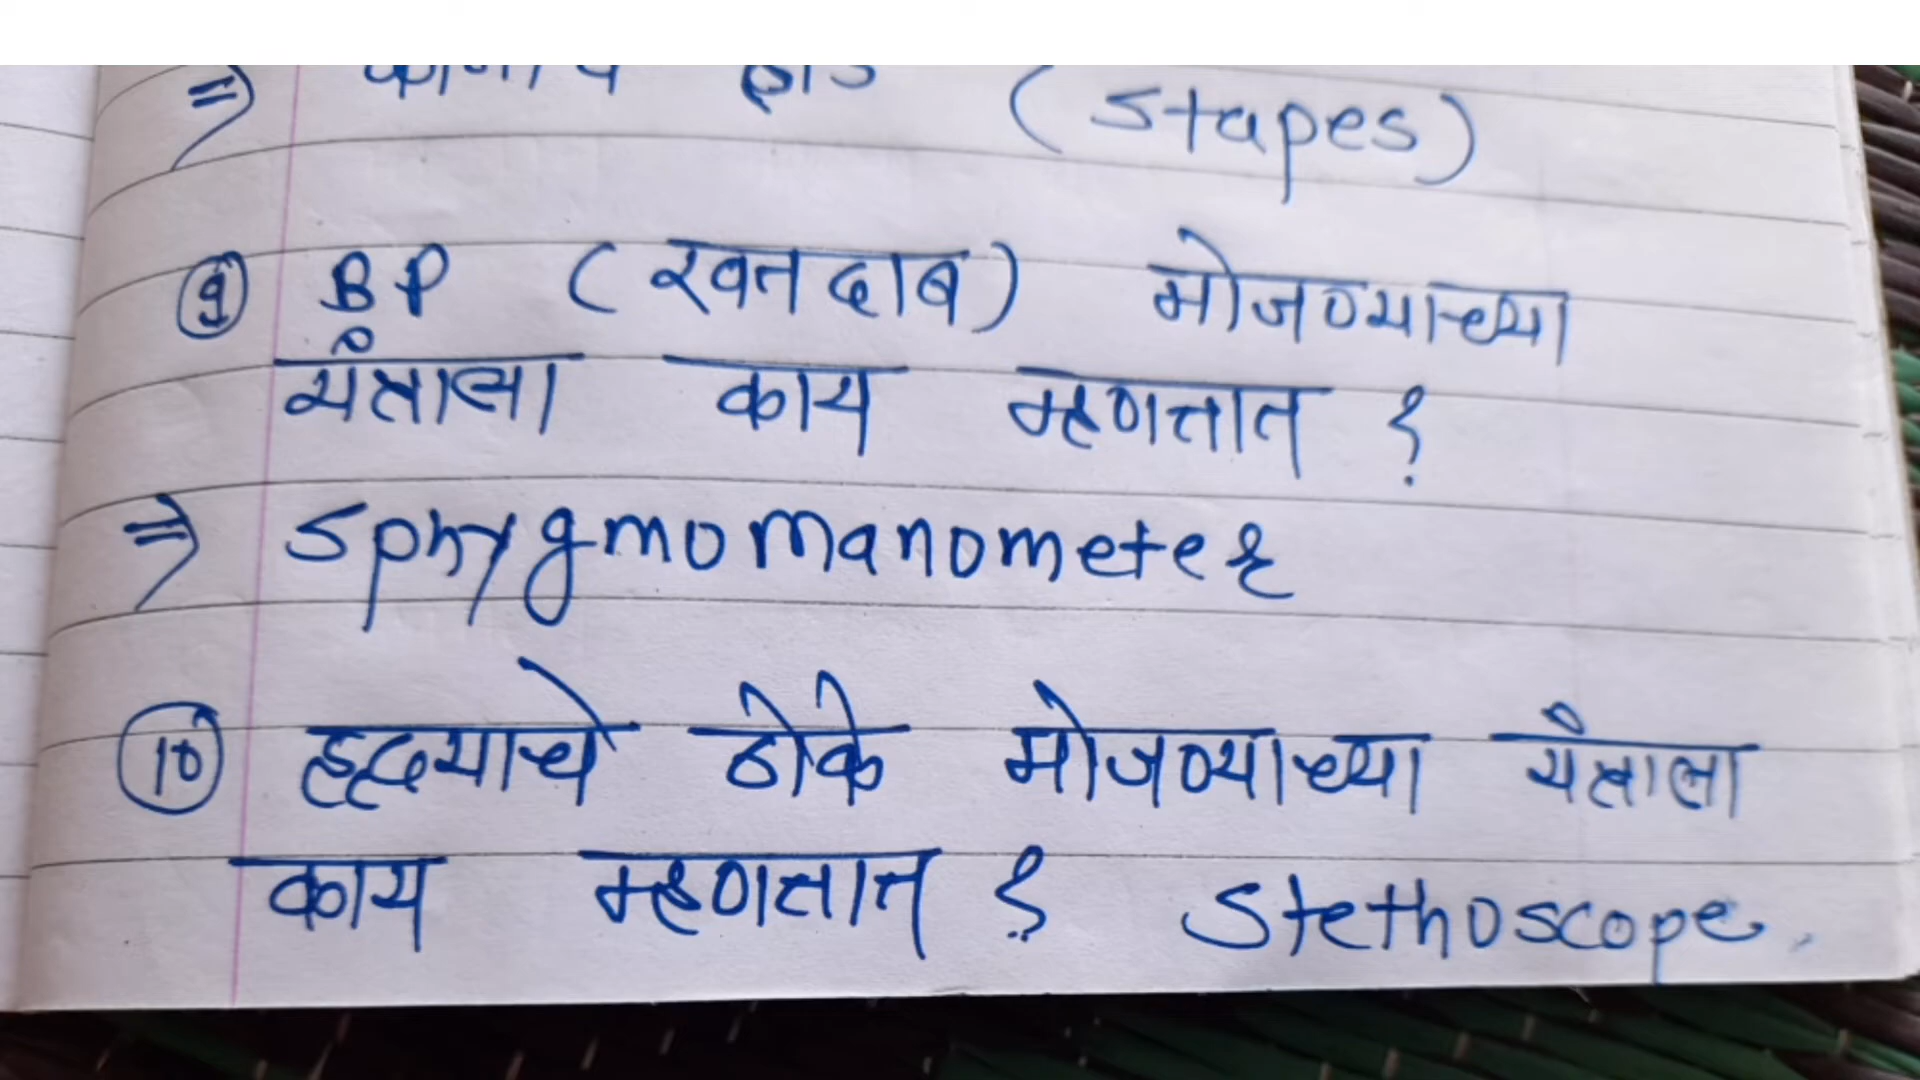 ⇒ कानाचे हाड (stapes)
⑨ BP (रक्तदाब) मोजण्याच्या
यंत्राला काय म्हणतात ?
⇒ Sphygmomanometer
⑩ हृदयाचे ठोके मोजण्याच्या यंत्राला
काय म्हणतात ? Stethoscope.